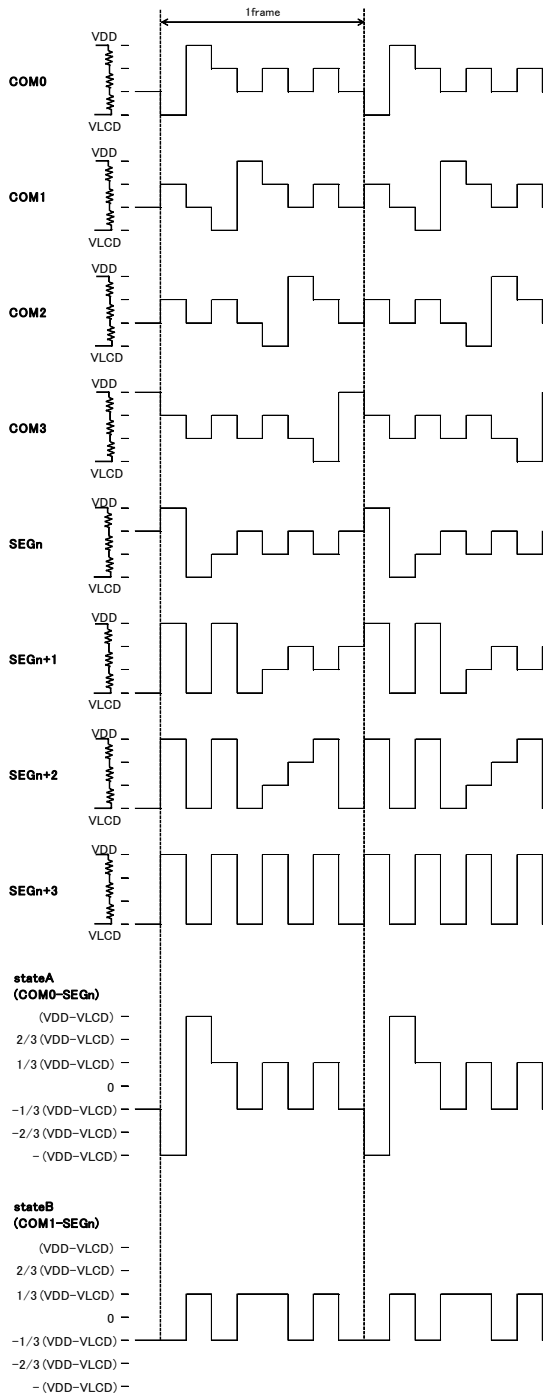 1frame
VDD
COM0
VLCD
VDD
COM1
VLCD
VDD
COM2
VLCD
VDD
COM3
VLCD
VDD
SEGn
VLCD
VDD
SEGn+1
VLCD
VDD
SEGn+2
VLCD
VDD
SEGn+3
VLCD
stateA
(COM0-SEGn)
(VDD-VLCD)
2/3(VDD-VLCD)
1/3(VDD-VLCD)
0
-1/3(VDD-VLCD)
-2/3(VDD-VLCD)
-(VDD-VLCD)
stateB
(COM1-SEGn)
(VDD-VLCD)
2/3(VDD-VLCD)
1/3(VDD-VLCD)
0
-1/3(VDD-VLCD)
-2/3(VDD-VLCD)
-(VDD-VLCD)